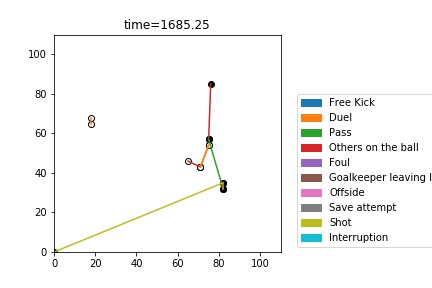 time=1685.25
100
80
60
40
20
0
0 20 40 60 80 100
Free Kick
Duel
Pass
Others on the ball
Foul
Goalkeeper leaving l
Offside
Save attempt
Shot
Interruption